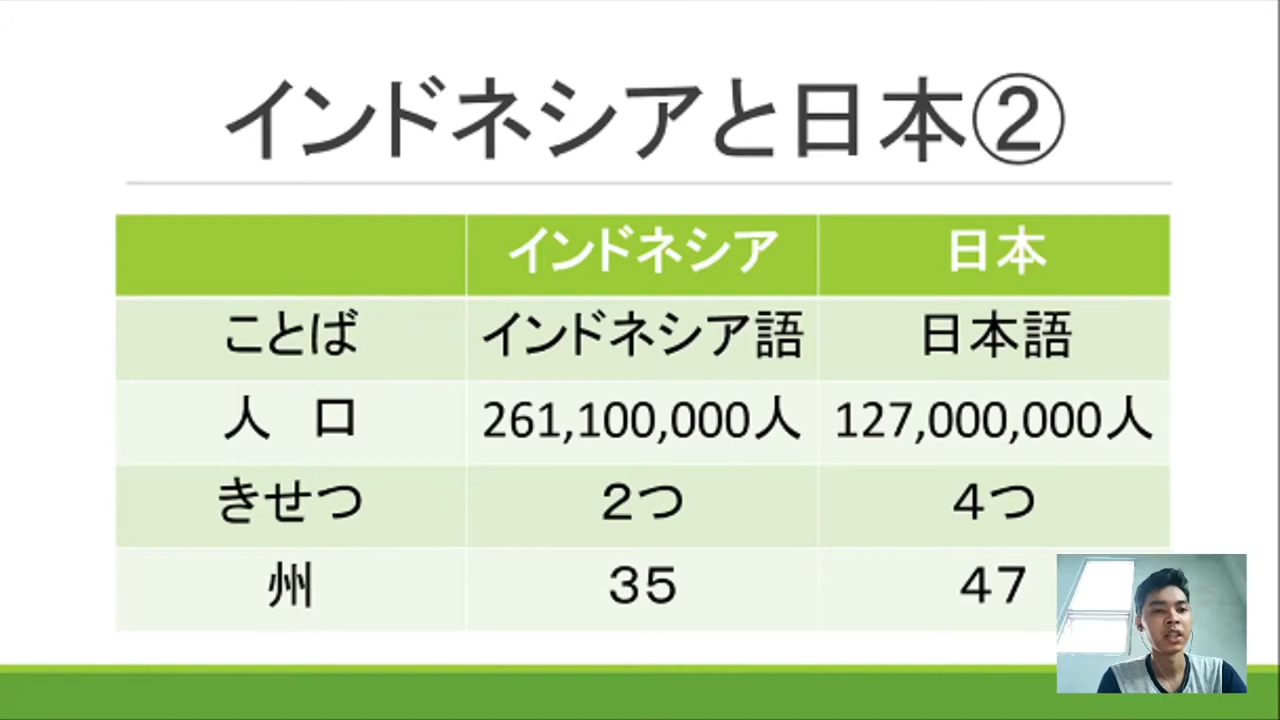 インドネシアと日本②
インドネシア 日本
ことば インドネシア語 日本語
人　口 261,100,000人 127,000,000人
きせつ ２つ ４つ
州 ３５ ４７